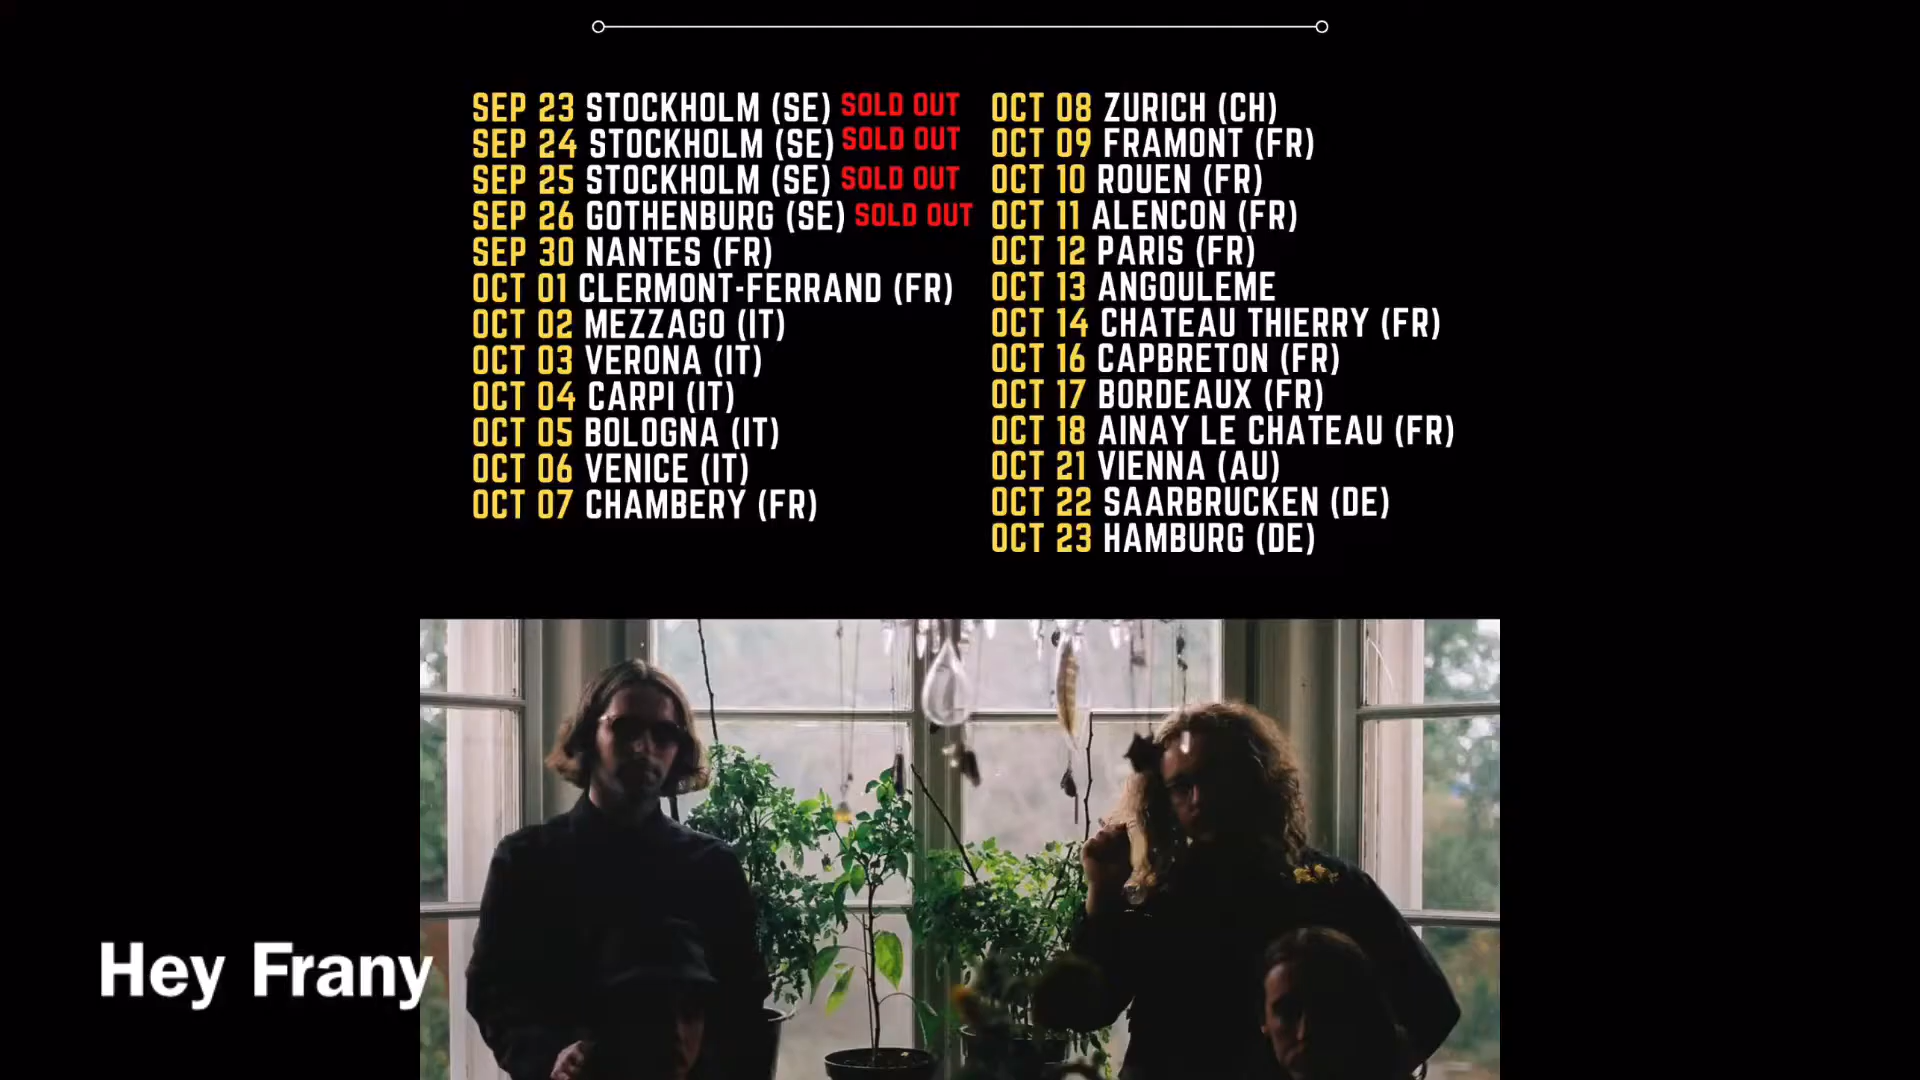 SEP 23 STOCKHOLM (SE) SOLD OUT
SEP 24 STOCKHOLM (SE) SOLD OUT
SEP 25 STOCKHOLM (SE) SOLD OUT
SEP 26 GOTHENBURG (SE) SOLD OUT
SEP 30 NANTES (FR)
OCT 01 CLERMONT-FERRAND (FR)
OCT 02 MEZZAGO (IT)
OCT 03 VERONA (IT)
OCT 04 CARPI (IT)
OCT 05 BOLOGNA (IT)
OCT 06 VENICE (IT)
OCT 07 CHAMBERY (FR)
OCT 08 ZURICH (CH)
OCT 09 FRAMONT (FR)
OCT 10 ROUEN (FR)
OCT 11 ALENCON (FR)
OCT 12 PARIS (FR)
OCT 13 ANGOULEME
OCT 14 CHATEAU THIERRY (FR)
OCT 16 CAPBRETON (FR)
OCT 17 BORDEAUX (FR)
OCT 18 AINAY LE CHATEAU (FR)
OCT 21 VIENNA (AU)
OCT 22 SAARBRUCKEN (DE)
OCT 23 HAMBURG (DE)
Hey Frany